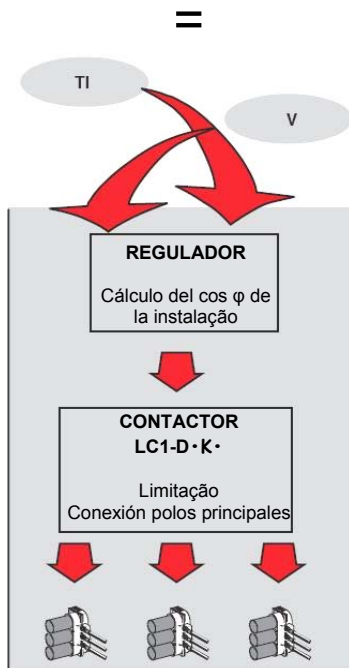 =
TI
V
REGULADOR
Cálculo del cos φ de
la instalação
CONTACTOR
LC1-D·K·
Limitação
Conexión polos principales